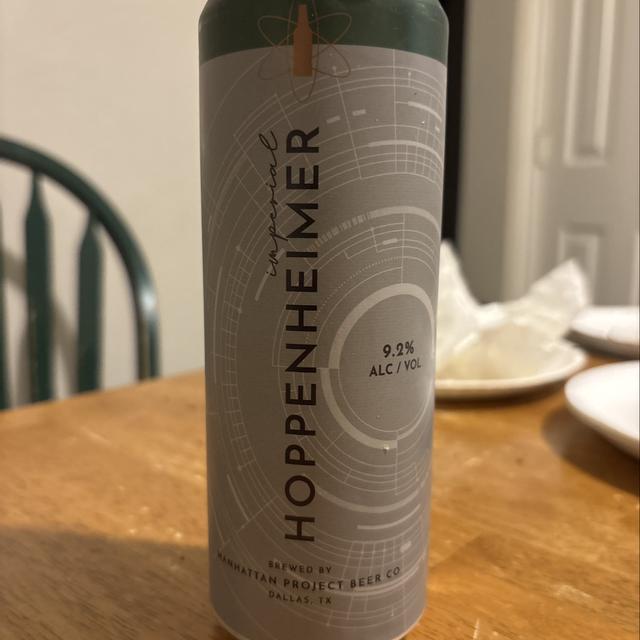 imperial
HOPPENHEIMER
9.2%
ALC / VOL
BREWED BY
MANHATTAN PROJECT BEER CO
DALLAS, TX